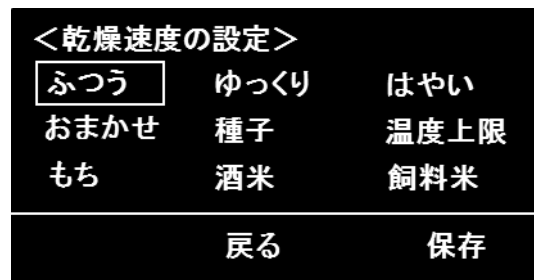 ＜乾燥速度の設定＞
ふつう ゆっくり はやい
おまかせ 種子 温度上限
もち 酒米 飼料米
戻る 保存